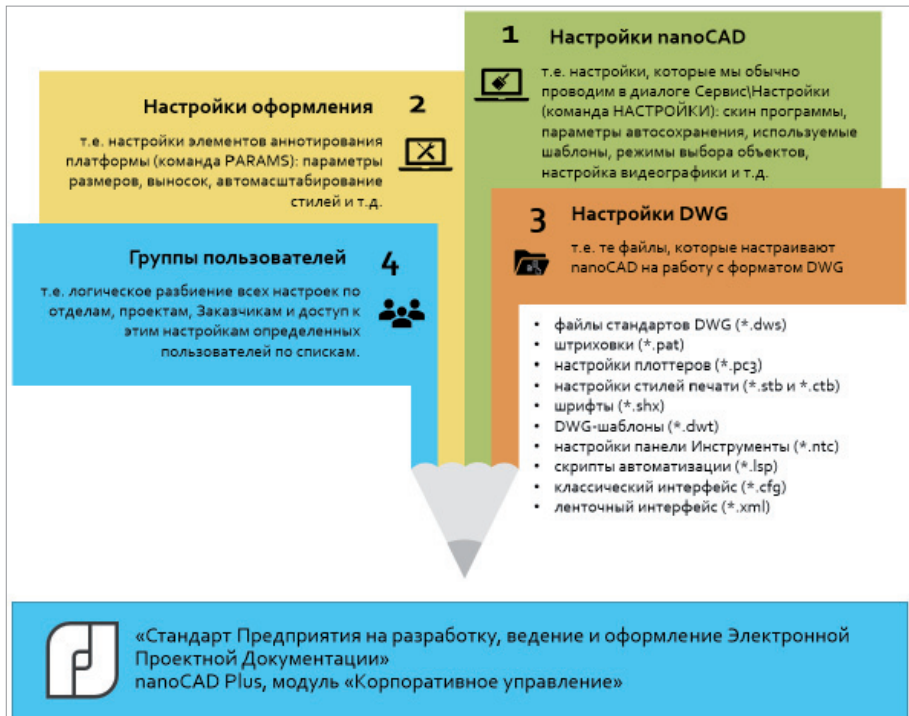 1 Настройки nanoCAD
т.е. настройки, которые мы обычно
проводим в диалоге Сервис\Настройки
(команда НАСТРОЙКИ): скин программы,
параметры автосохранения, используемые
шаблоны, режимы выбора объектов,
настройка видеографики и т.д.
Настройки оформления 2
т.е. настройки элементов аннотирования
платформы (команда PARAMS): параметры
размеров, выносок, автомасштабирование
стилей и т.д.
3 Настройки DWG
т.е. те файлы, которые настраивают
nanoCAD на работу с форматом DWG
Группы пользователей 4
т.е. логическое разбиение всех настроек по
отделам, проектам, Заказчикам и доступ к
этим настройкам определенных
пользователей по спискам.
• файлы стандартов DWG (*.dws)
• штриховки (*.pat)
• настройки плоттеров (*.pc3)
• настройки стилей печати (*.stb и *.ctb)
• шрифты (*.shx)
• DWG-шаблоны (*.dwt)
• настройки панели Инструменты (*.ntc)
• скрипты автоматизации (*.lsp)
• классический интерфейс (*.cfg)
• ленточный интерфейс (*.xml)
«Стандарт Предприятия на разработку, ведение и оформление Электронной
Проектной Документации»
nanoCAD Plus, модуль «Корпоративное управление»